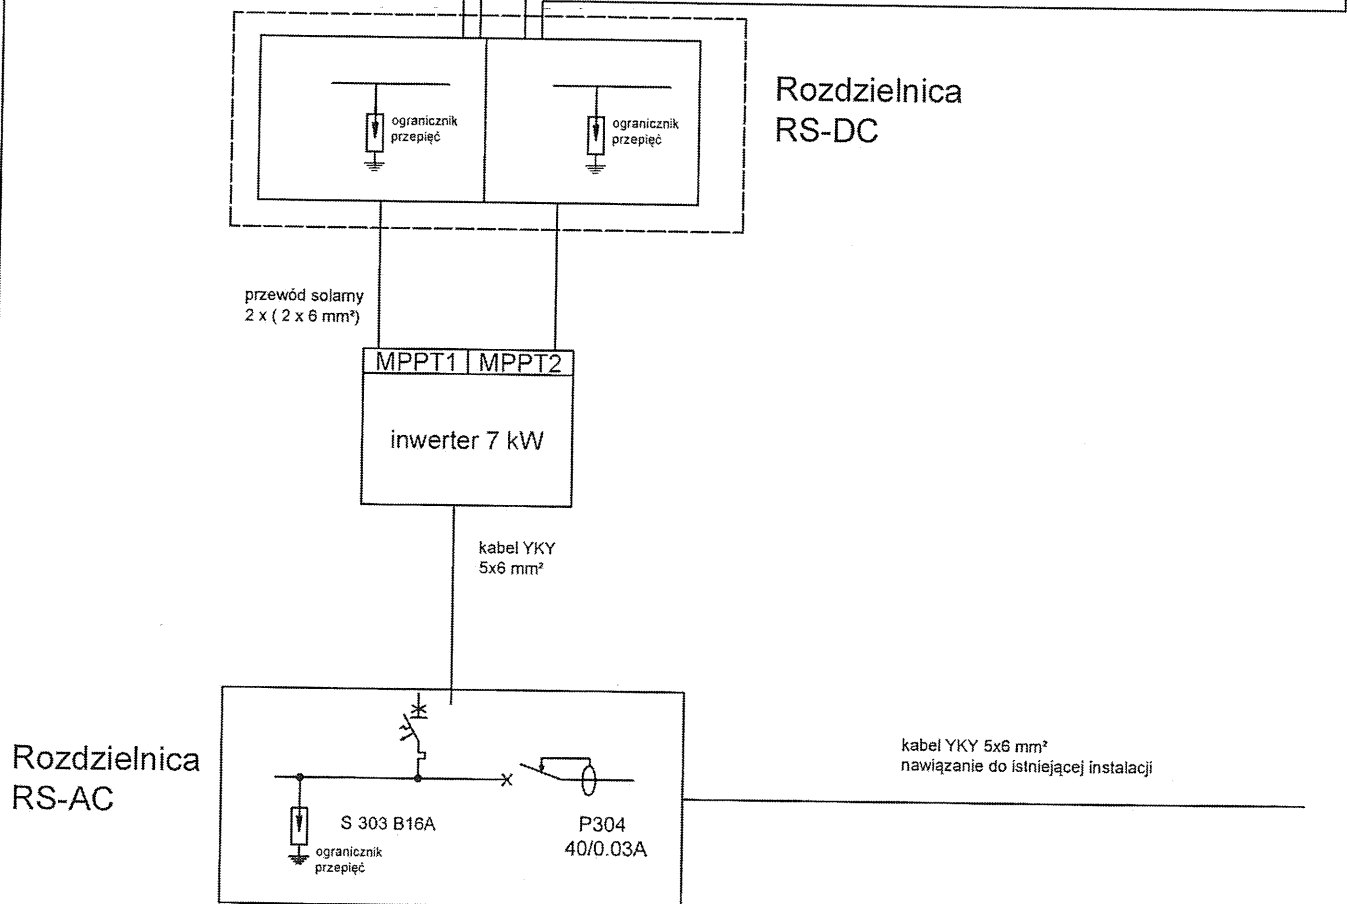 Rozdzielnica
RS-DC
ogranicznik
przepięć
ogranicznik
przepięć
przewód solarny
2 x ( 2 x 6 mm²)
MPPT1
MPPT2
inwerter 7 kW
kabel YKY
5x6 mm²
Rozdzielnica
RS-AC
kabel YKY 5x6 mm²
nawiązanie do istniejącej instalacji
S 303 B16A
P304
40/0.03A
ogranicznik
przepięć